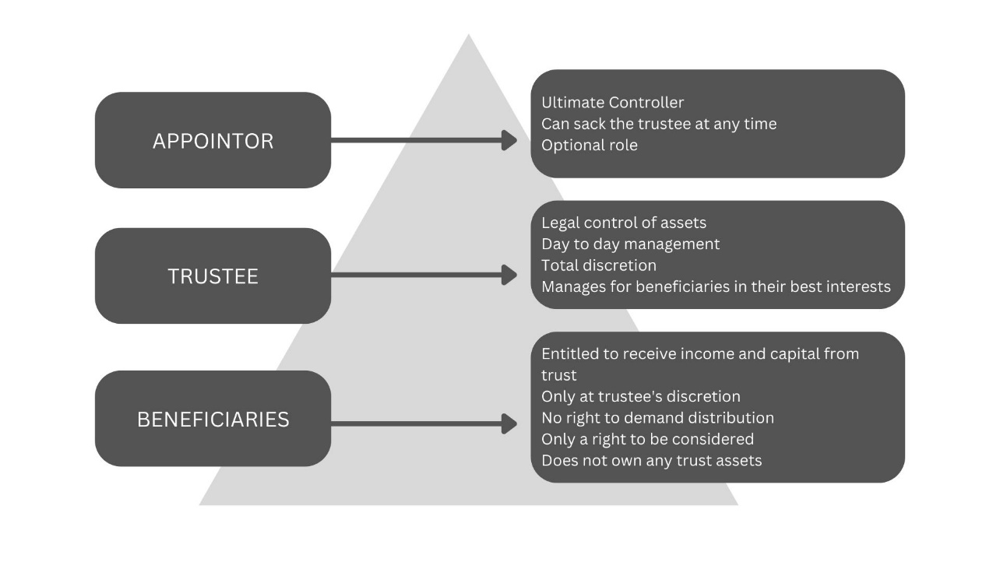 APPOINTOR
Ultimate Controller
Can sack the trustee at any time
Optional role
TRUSTEE
Legal control of assets
Day to day management
Total discretion
Manages for beneficiaries in their best interests
BENEFICIARIES
Entitled to receive income and capital from
trust
Only at trustee's discretion
No right to demand distribution
Only a right to be considered
Does not own any trust assets